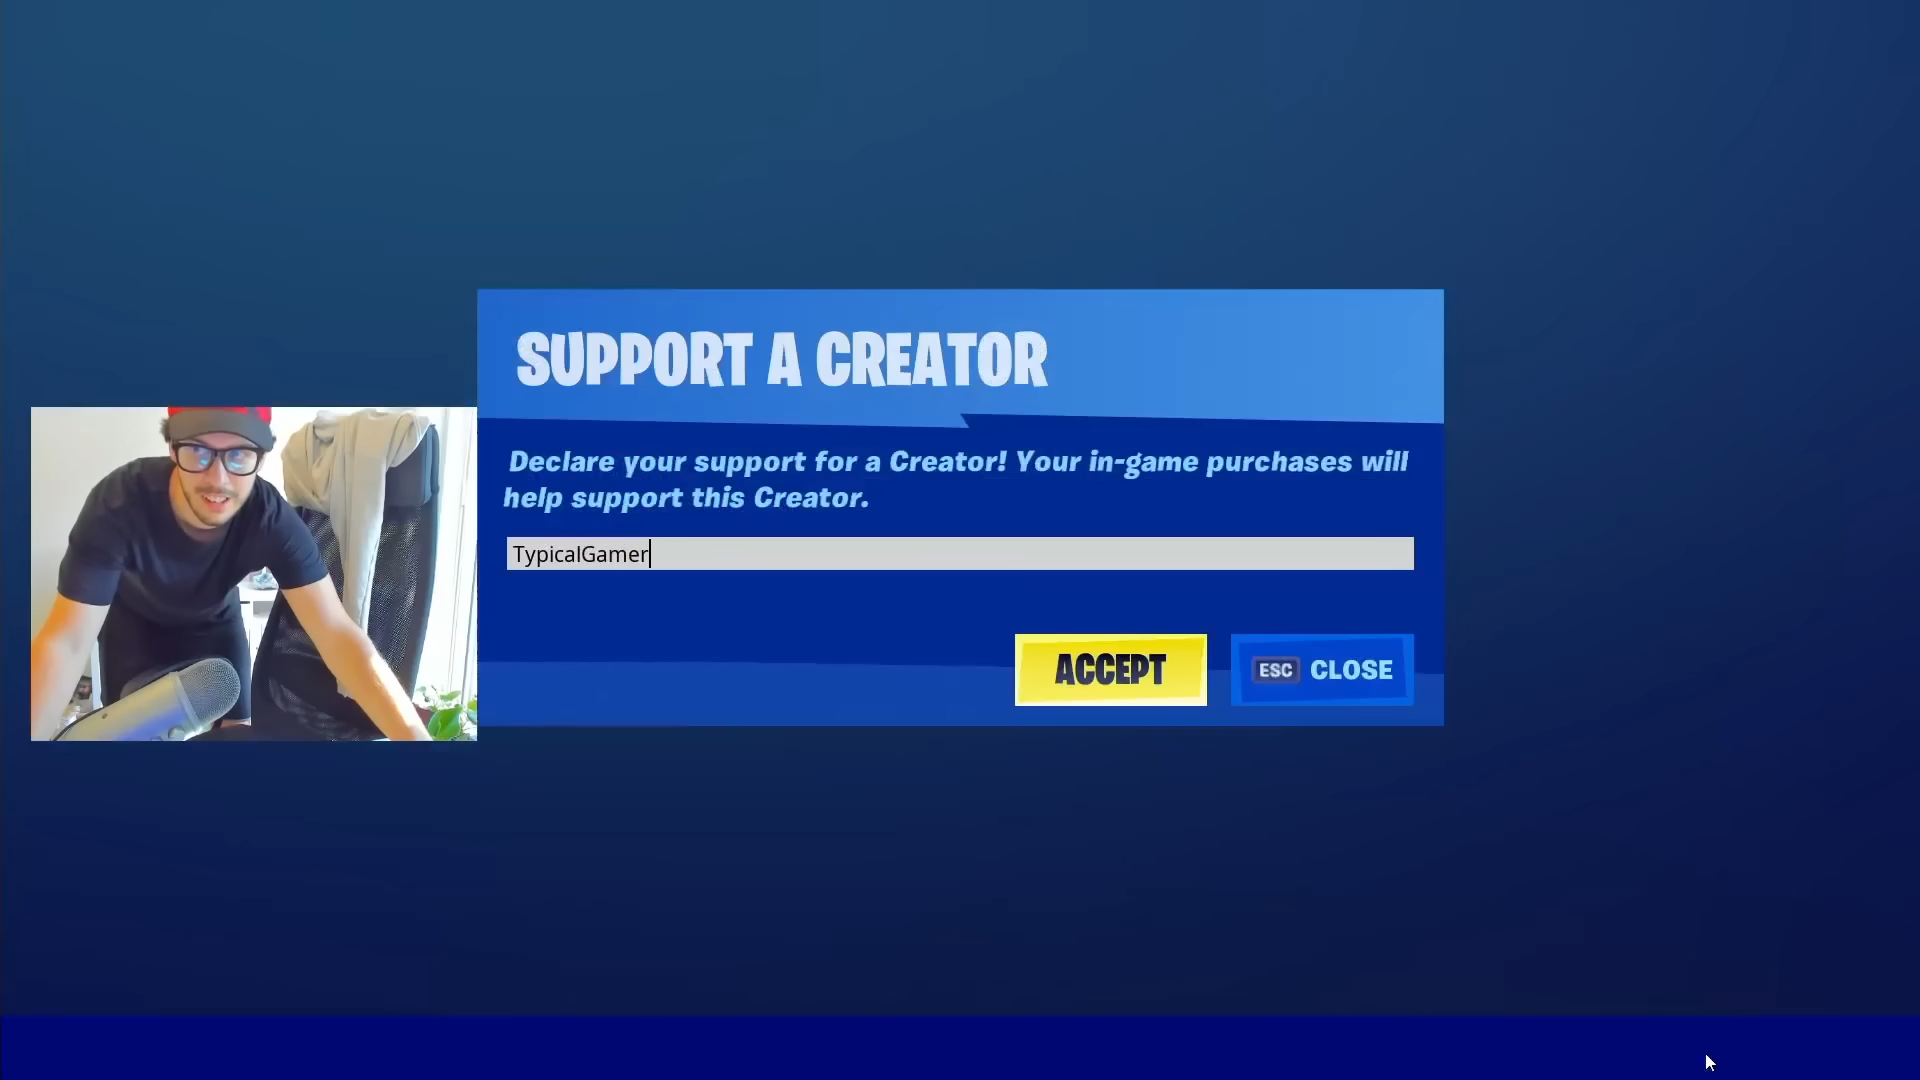 SUPPORT A CREATOR
Declare your support for a Creator! Your in-game purchases will
help support this Creator.
TypicalGamer
ACCEPT
ESC CLOSE